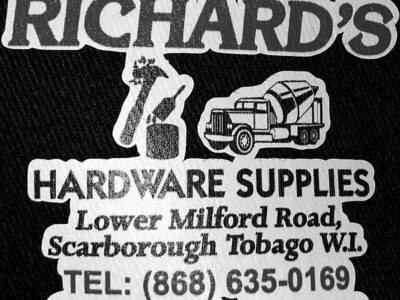 RICHARD'S
HARDWARE SUPPLIES
Lower Milford Road,
Scarborough Tobago W.I.
TEL: (868) 635-0169